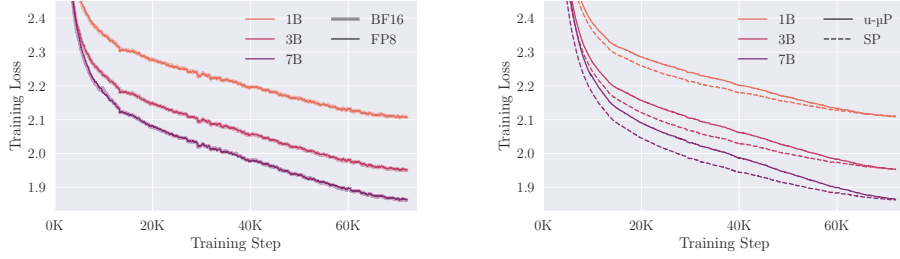 2.4
2.3
2.2
2.1
2.0
1.9
0K
20K
40K
60K
Training Step
Training Loss
1B
3B
7B
BF16
FP8
2.4
2.3
2.2
2.1
2.0
1.9
0K
20K
40K
60K
Training Step
Training Loss
1B
3B
7B
u-μP
SP